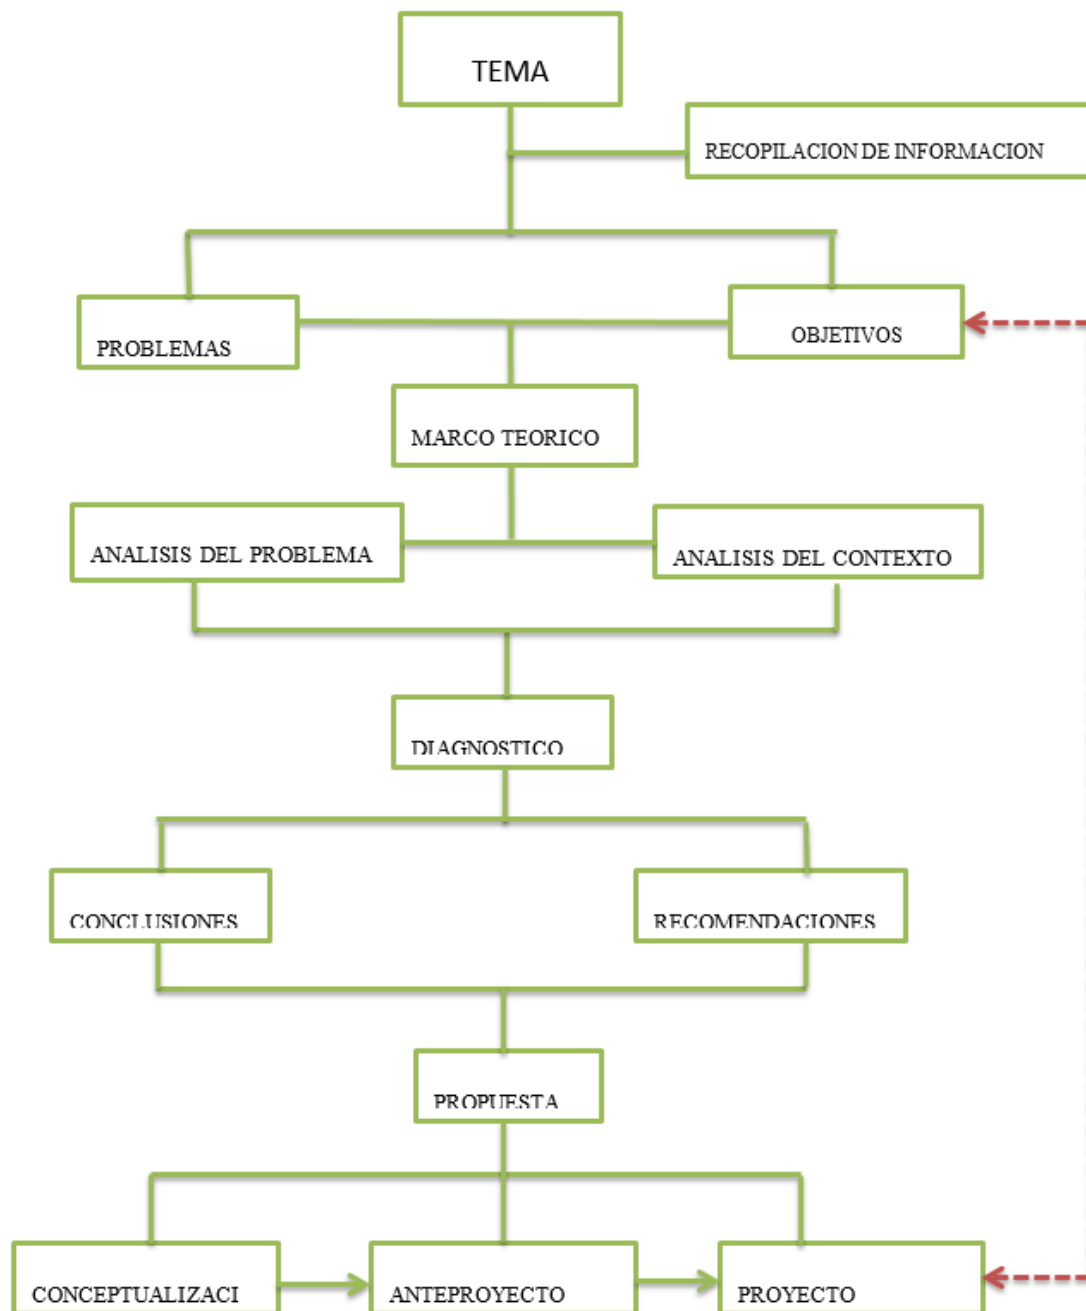 TEMA
RECOPILACION DE INFORMACION
PROBLEMAS
OBJETIVOS
MARCO TEORICO
ANALISIS DEL PROBLEMA
ANALISIS DEL CONTEXTO
DIAGNOSTICO
CONCLUSIONES
RECOMENDACIONES
PROPUESTA
CONCEPTUALIZACI
ANTEPROYECTO
PROYECTO